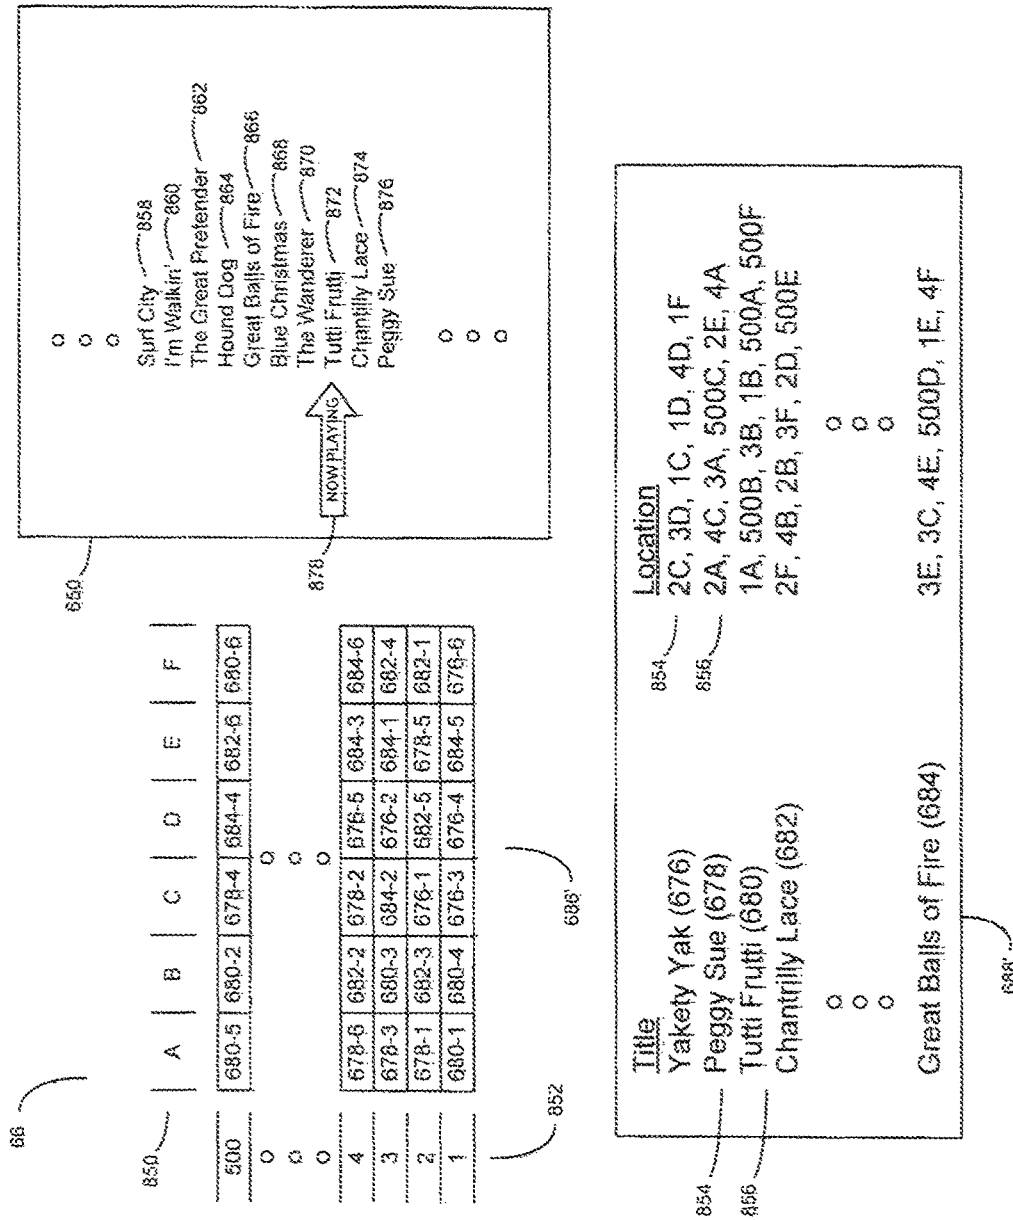 66
850
A B C D E F
500 680-5 680-2 678-4 684-4 682-6 680-6
4 678-6 682-2 678-2 676-5 684-3 684-6
3 678-3 680-3 684-2 676-2 684-1 682-4
2 678-1 682-3 676-1 682-5 678-5 682-1
1 680-1 680-4 676-3 676-4 684-5 676-6
852
686'
650
Surf City 858
I'm Walkin' 860
The Great Pretender 862
Hound Dog 864
Great Balls of Fire 866
Blue Christmas 868
The Wanderer 870
Tutti Frutti 872
Chantilly Lace 874
Peggy Sue 876
NOW PLAYING
878
Title Location
Yakety Yak (676) 2C, 3D, 1C, 1D, 4D, 1F
Peggy Sue (678) 2A, 4C, 3A, 500C, 2E, 4A
Tutti Frutti (680) 1A, 500B, 3B, 1B, 500A, 500F
Chantrilly Lace (682) 2F, 4B, 2B, 3F, 2D, 500E
Great Balls of Fire (684) 3E, 3C, 4E, 500D, 1E, 4F
854
856
854
856
688'